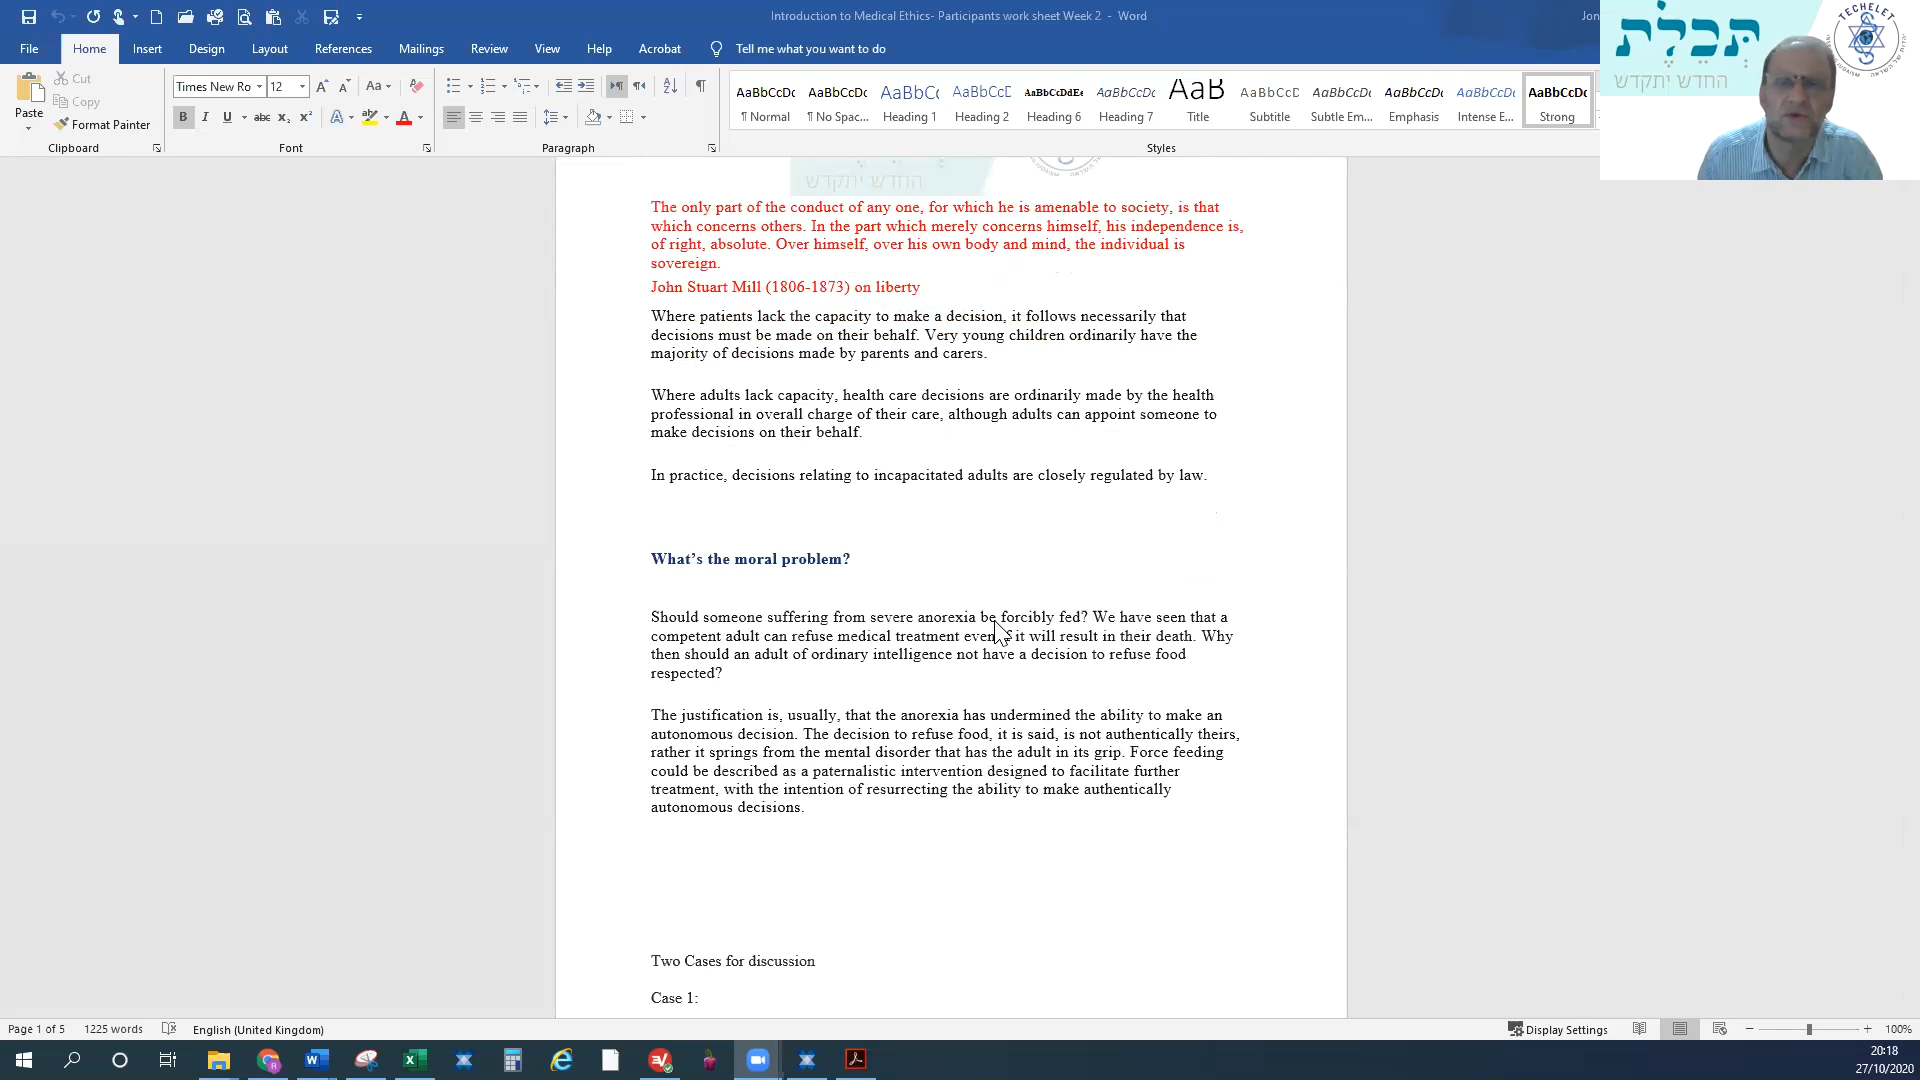 Introduction to Medical Ethics- Participants work sheet Week 2 - Word
Jon
File Home Insert Design Layout References Mailings Review View Help Acrobat Tell me what you want to do
תְּכֵלֶת
החדש יתקדש
TECHELET
Paste
Cut
Copy
Format Painter
Clipboard
Times New Ro 12
Font
Paragraph
AaBbCcDc AaBbCcDc AaBbCc AaBbCcD AaBbCcDdEe AaBbCcDc AaB AaBbCcD AaBbCcDc AaBbCcDc AaBbCcDc AaBbCcDc
¶ Normal ¶ No Spac... Heading 1 Heading 2 Heading 6 Heading 7 Title Subtitle Subtle Em... Emphasis Intense E... Strong
Styles
החדש יתקדש
The only part of the conduct of any one, for which he is amenable to society, is that
which concerns others. In the part which merely concerns himself, his independence is,
of right, absolute. Over himself, over his own body and mind, the individual is
sovereign.
John Stuart Mill (1806-1873) on liberty
Where patients lack the capacity to make a decision, it follows necessarily that
decisions must be made on their behalf. Very young children ordinarily have the
majority of decisions made by parents and carers.
Where adults lack capacity, health care decisions are ordinarily made by the health
professional in overall charge of their care, although adults can appoint someone to
make decisions on their behalf.
In practice, decisions relating to incapacitated adults are closely regulated by law.
What's the moral problem?
Should someone suffering from severe anorexia be forcibly fed? We have seen that a
competent adult can refuse medical treatment even if it will result in their death. Why
then should an adult of ordinary intelligence not have a decision to refuse food
respected?
The justification is, usually, that the anorexia has undermined the ability to make an
autonomous decision. The decision to refuse food, it is said, is not authentically theirs,
rather it springs from the mental disorder that has the adult in its grip. Force feeding
could be described as a paternalistic intervention designed to facilitate further
treatment, with the intention of resurrecting the ability to make authentically
autonomous decisions.
Two Cases for discussion
Case 1:
Page 1 of 5 1225 words English (United Kingdom) Display Settings 100%
20:18
27/10/2020